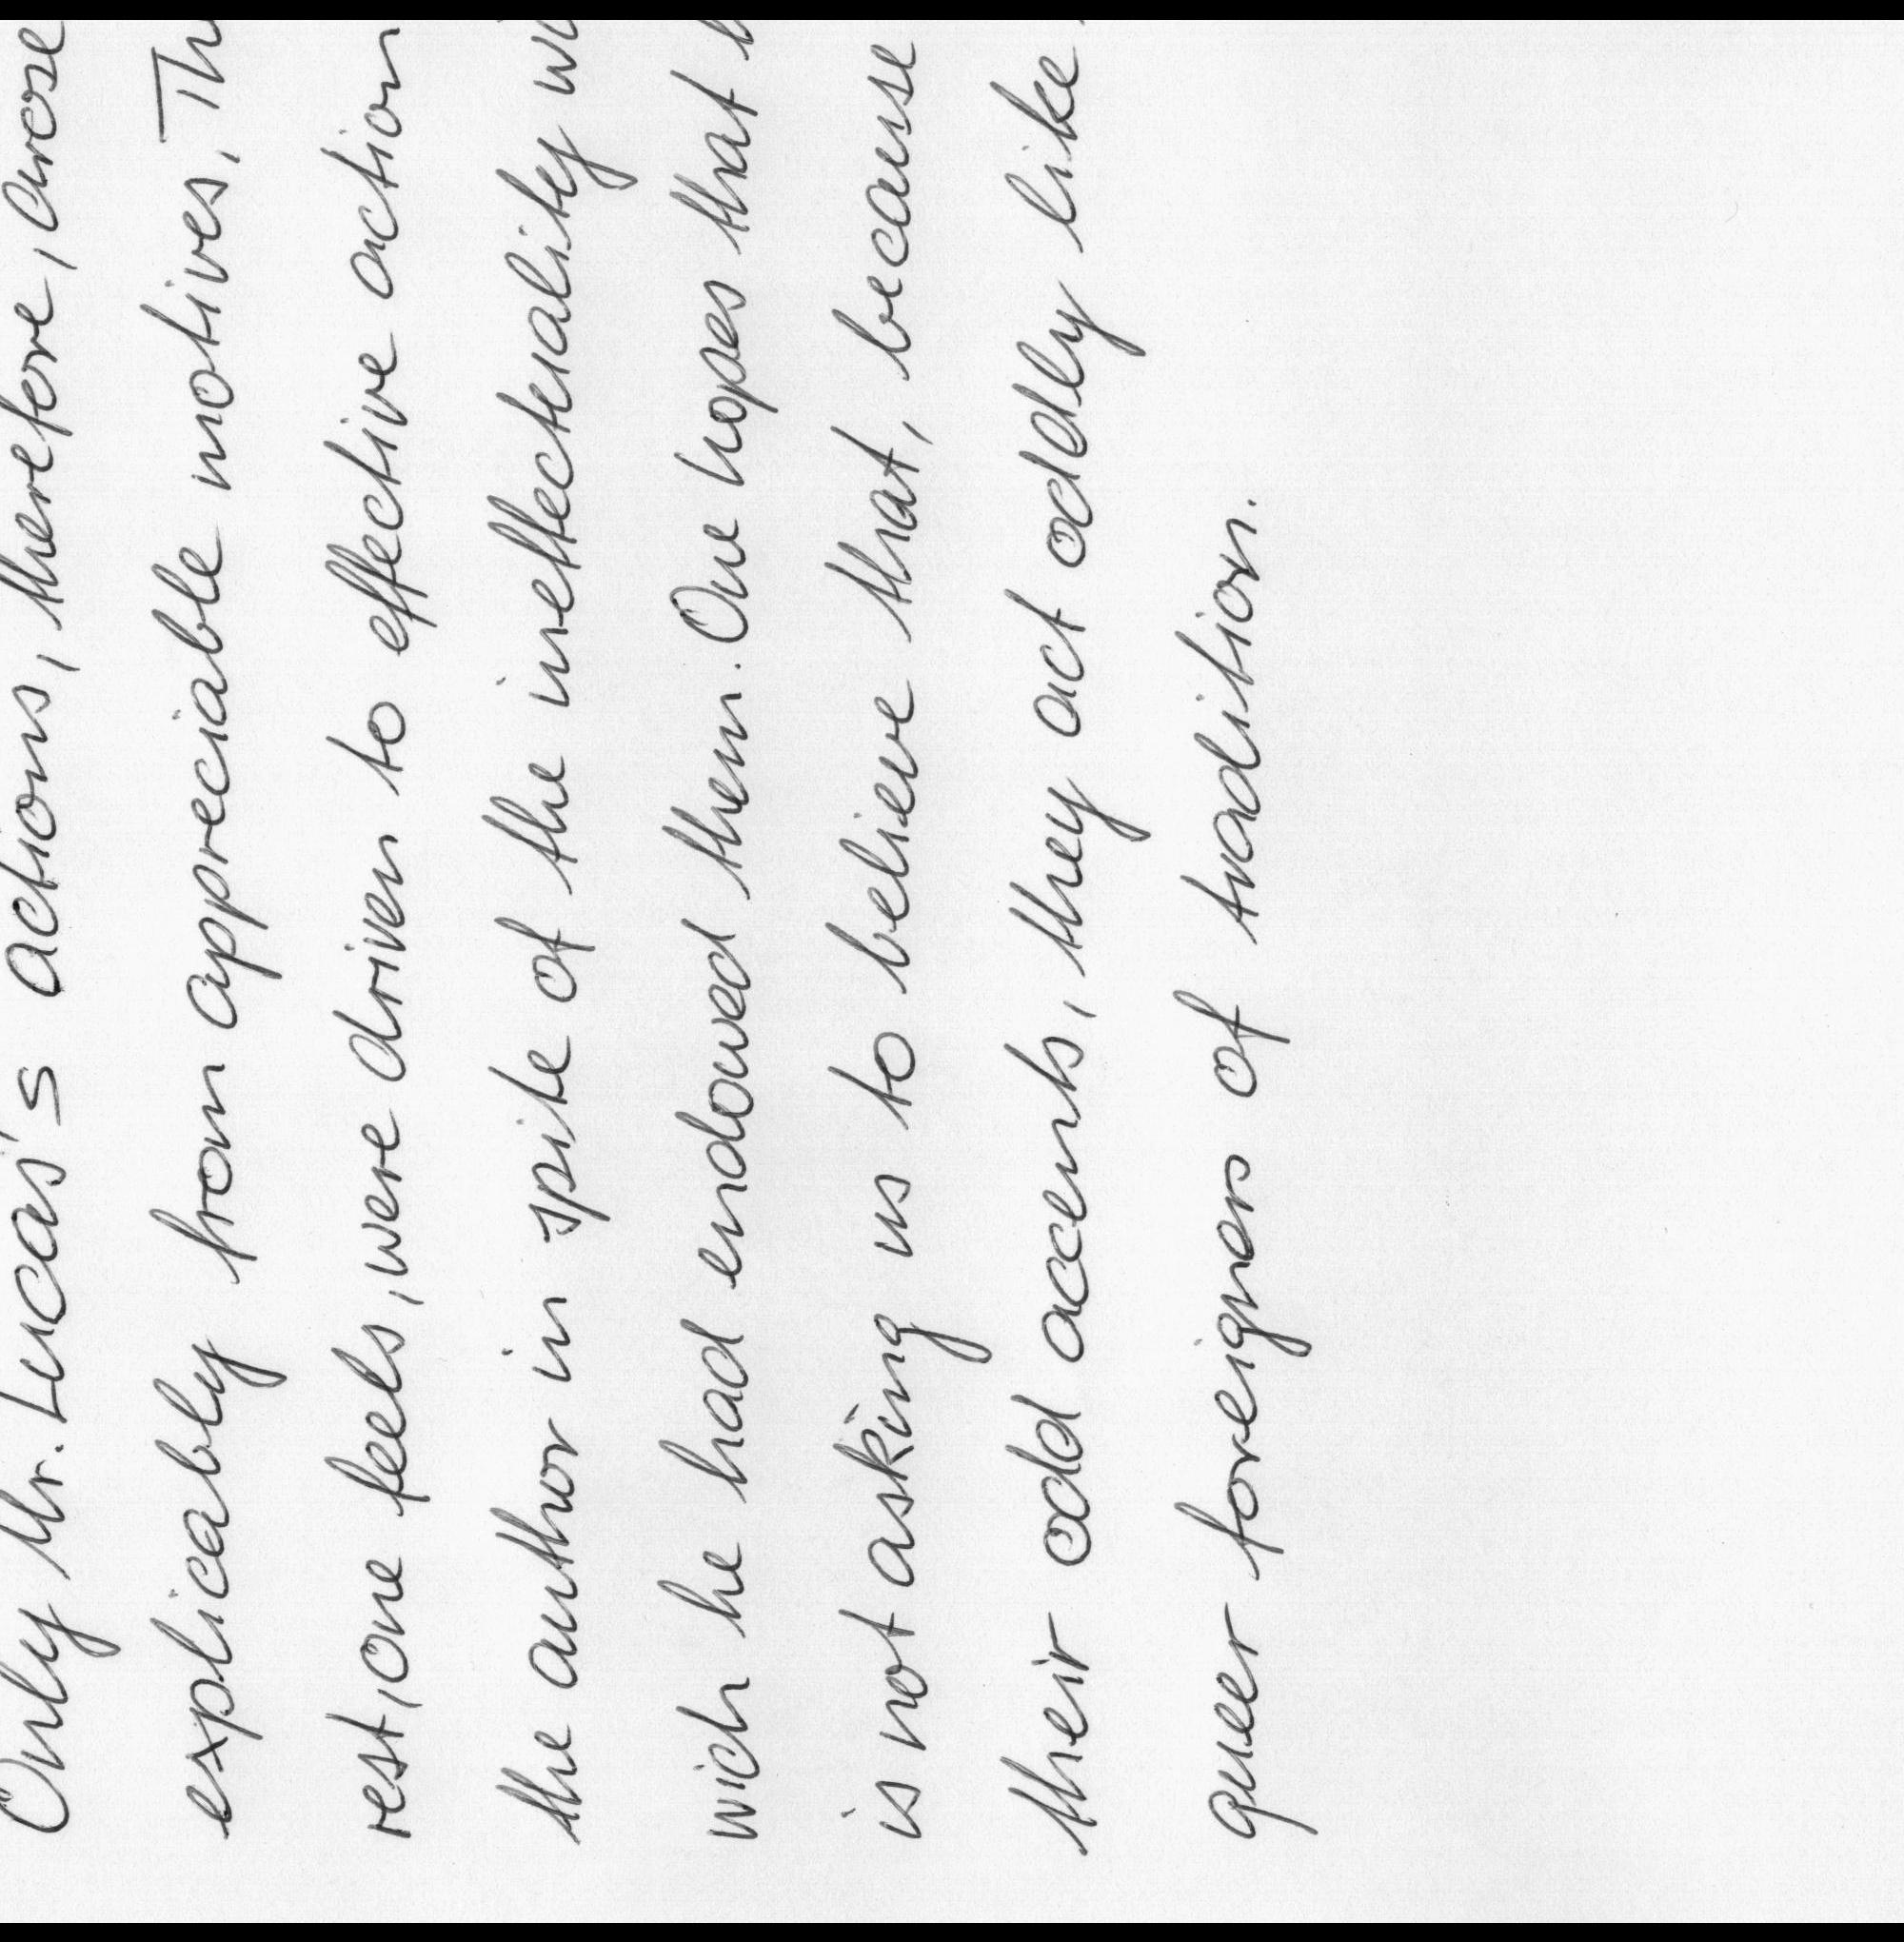 Only Mr. Lucas's actions, therefore, arose
explicably from appreciable motives. Th
rest, one feels, were driven to effective action
the author in spite of the ineffectuality wi
wich he had endowed them. One hopes that h
is not asking us to believe that, because
their odd accents, they act oddly like
queer foreigners of tradition.